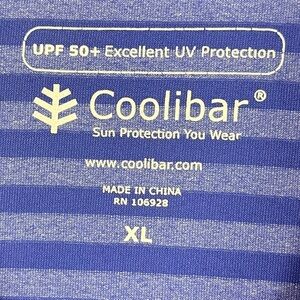 UPF 50+ Excellent UV Protection
Coolibar®
Sun Protection You Wear
www.coolibar.com
MADE IN CHINA
RN 106928
XL